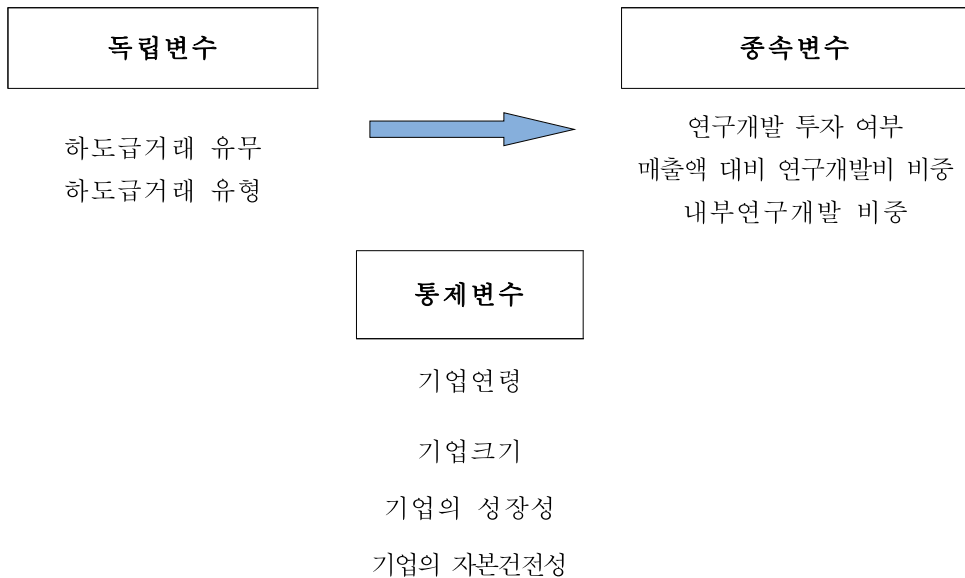 독립변수
하도급거래 유무
하도급거래 유형
종속변수
연구개발 투자 여부
매출액 대비 연구개발비 비중
내부연구개발 비중
통제변수
기업연령
기업크기
기업의 성장성
기업의 자본건전성